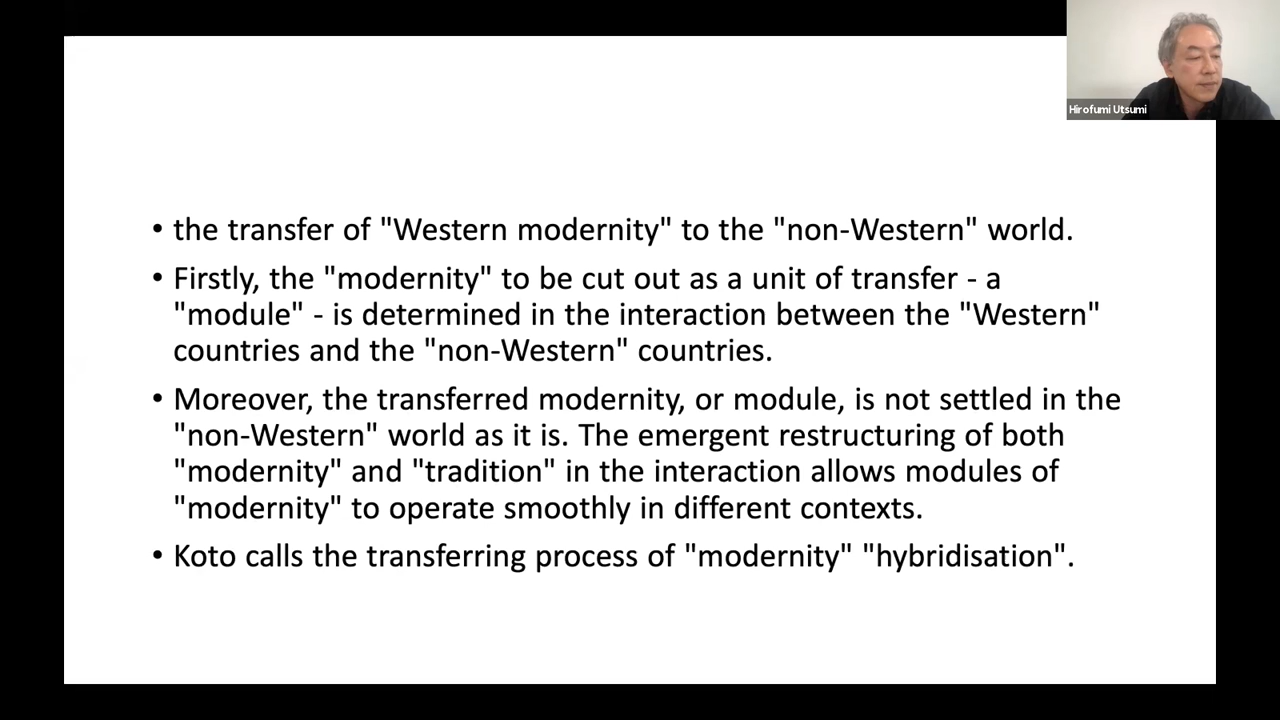 Hirofumi Utsumi
• the transfer of "Western modernity" to the "non-Western" world.
• Firstly, the "modernity" to be cut out as a unit of transfer - a
"module" - is determined in the interaction between the "Western"
countries and the "non-Western" countries.
• Moreover, the transferred modernity, or module, is not settled in the
"non-Western" world as it is. The emergent restructuring of both
"modernity" and "tradition" in the interaction allows modules of
"modernity" to operate smoothly in different contexts.
• Koto calls the transferring process of "modernity" "hybridisation".